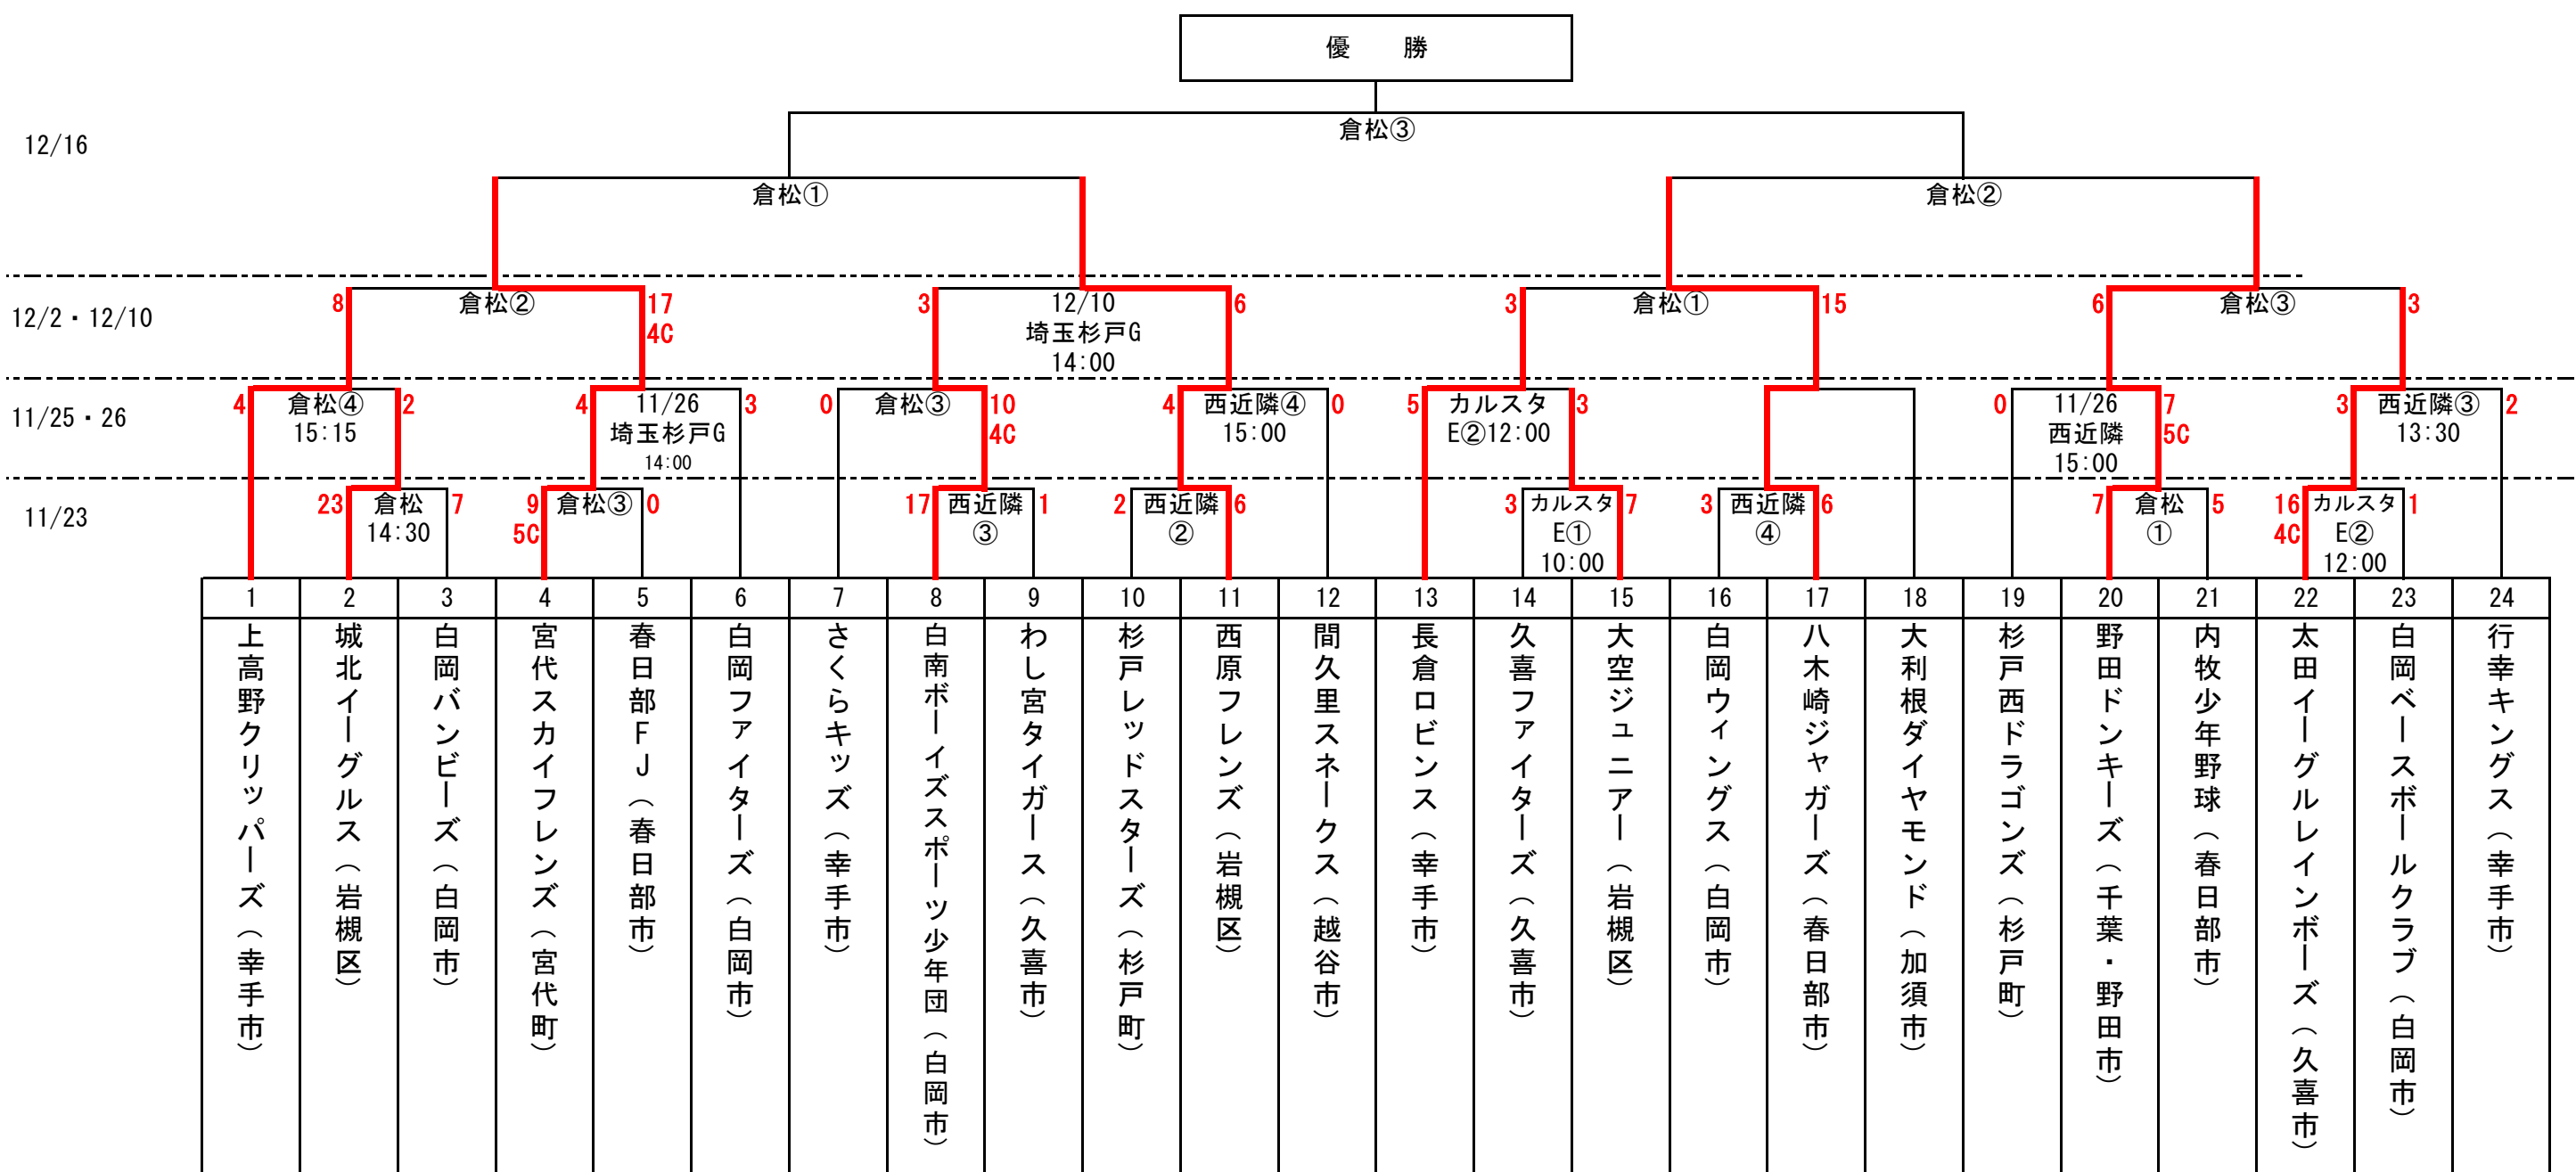 優 勝
12/16
倉松③
倉松①
倉松②
12/2・12/10
8
倉松②
17
4C
3
12/10
埼玉杉戸G
14:00
6
3
倉松①
15
6
倉松③
3
11/25・26
4
倉松④
15:15
2
4
11/26
埼玉杉戸G
14:00
3
0
倉松③
10
4C
4
西近隣④
15:00
0
5
カルスタ
E②12:00
3
0
11/26
西近隣
15:00
7
5C
3
西近隣③
13:30
2
11/23
23
倉松
14:30
7
9
5C
倉松③
0
17
西近隣
③
1
2
西近隣
②
6
3
カルスタ
E①
10:00
7
3
西近隣
④
6
7
倉松
①
5
16
4C
カルスタ
E②
12:00
1
1 2 3 4 5 6 7 8 9 10 11 12 13 14 15 16 17 18 19 20 21 22 23 24
上高野クリッパーズ（幸手市）
城北イーグルス（岩槻区）
白岡バンビーズ（白岡市）
宮代スカイフレンズ（宮代町）
春日部FJ（春日部市）
白岡ファイターズ（白岡市）
さくらキッズ（幸手市）
白南ボーイズスポーツ少年団（白岡市）
わし宮タイガース（久喜市）
杉戸レッドスターズ（杉戸町）
西原フレンズ（岩槻区）
間久里スネークス（越谷市）
長倉ロビンス（幸手市）
久喜ファイターズ（久喜市）
大空ジュニアー（岩槻区）
白岡ウィングス（白岡市）
八木崎ジャガーズ（春日部市）
大利根ダイヤモンド（加須市）
杉戸西ドラゴンズ（杉戸町）
野田ドンキーズ（千葉・野田市）
内牧少年野球（春日部市）
太田イーグルレインボーズ（久喜市）
白岡ベースボールクラブ（白岡市）
行幸キングス（幸手市）